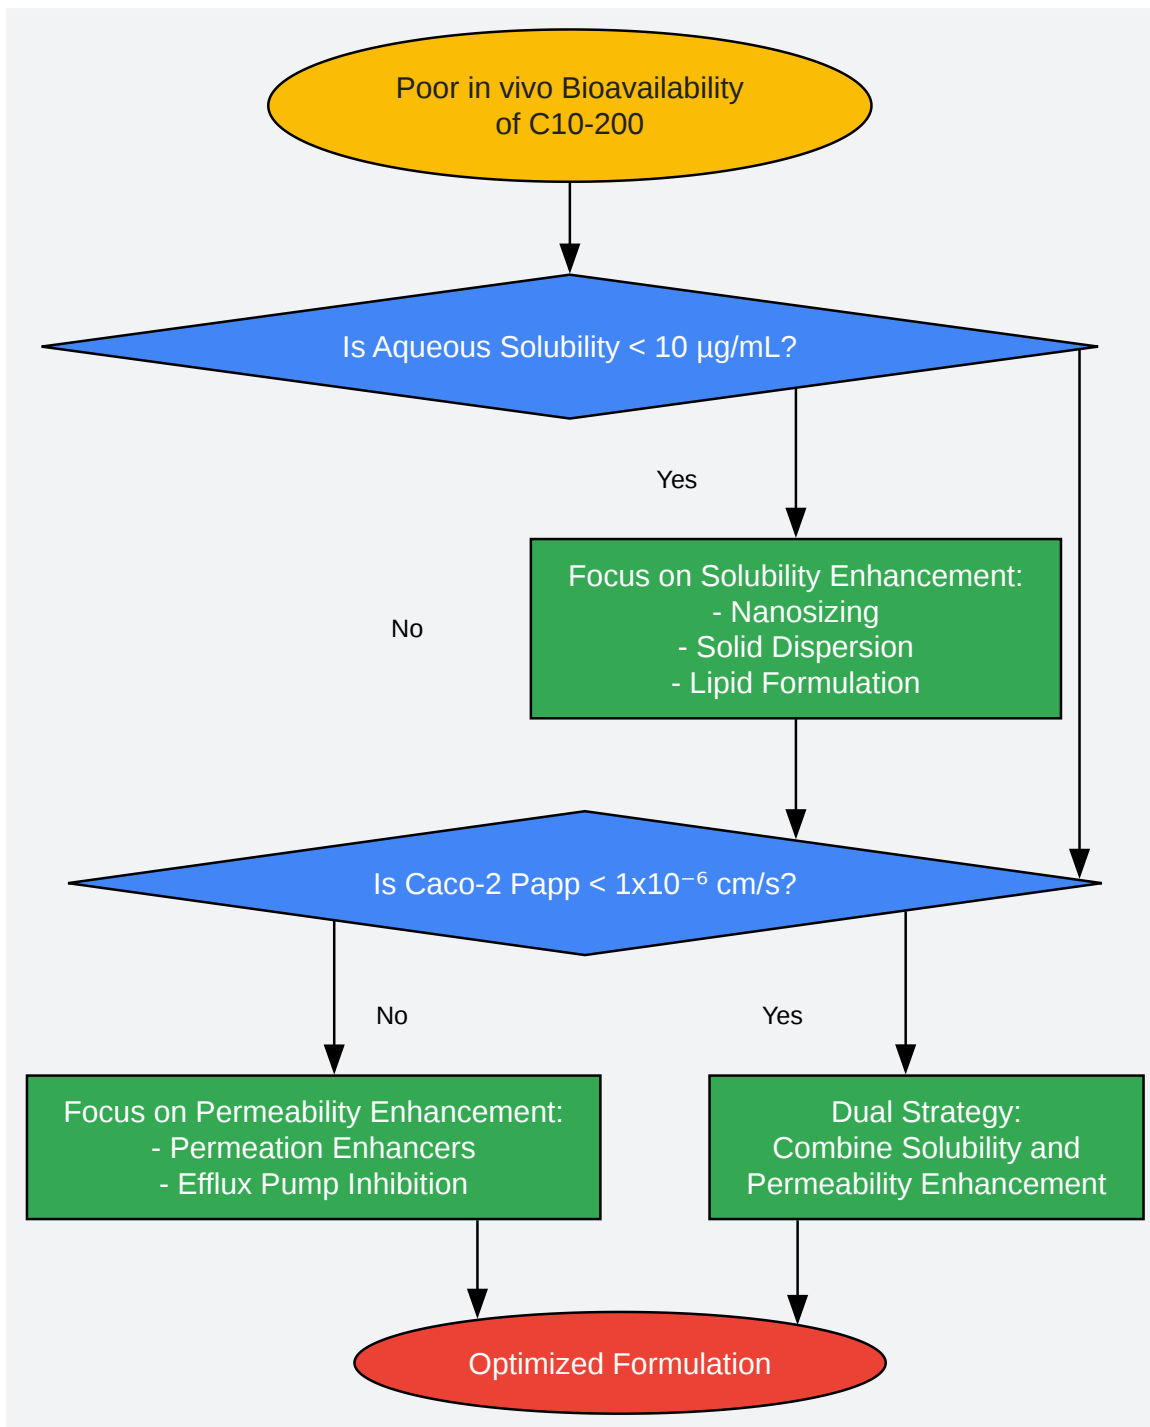 Poor in vivo Bioavailability
of C10-200
Is Aqueous Solubility < 10 µg/mL?
Yes
Focus on Solubility Enhancement:
- Nanosizing
- Solid Dispersion
- Lipid Formulation
No
Is Caco-2 Papp < 1x10⁻⁶ cm/s?
No
Yes
Focus on Permeability Enhancement:
- Permeation Enhancers
- Efflux Pump Inhibition
Dual Strategy:
Combine Solubility and
Permeability Enhancement
Optimized Formulation